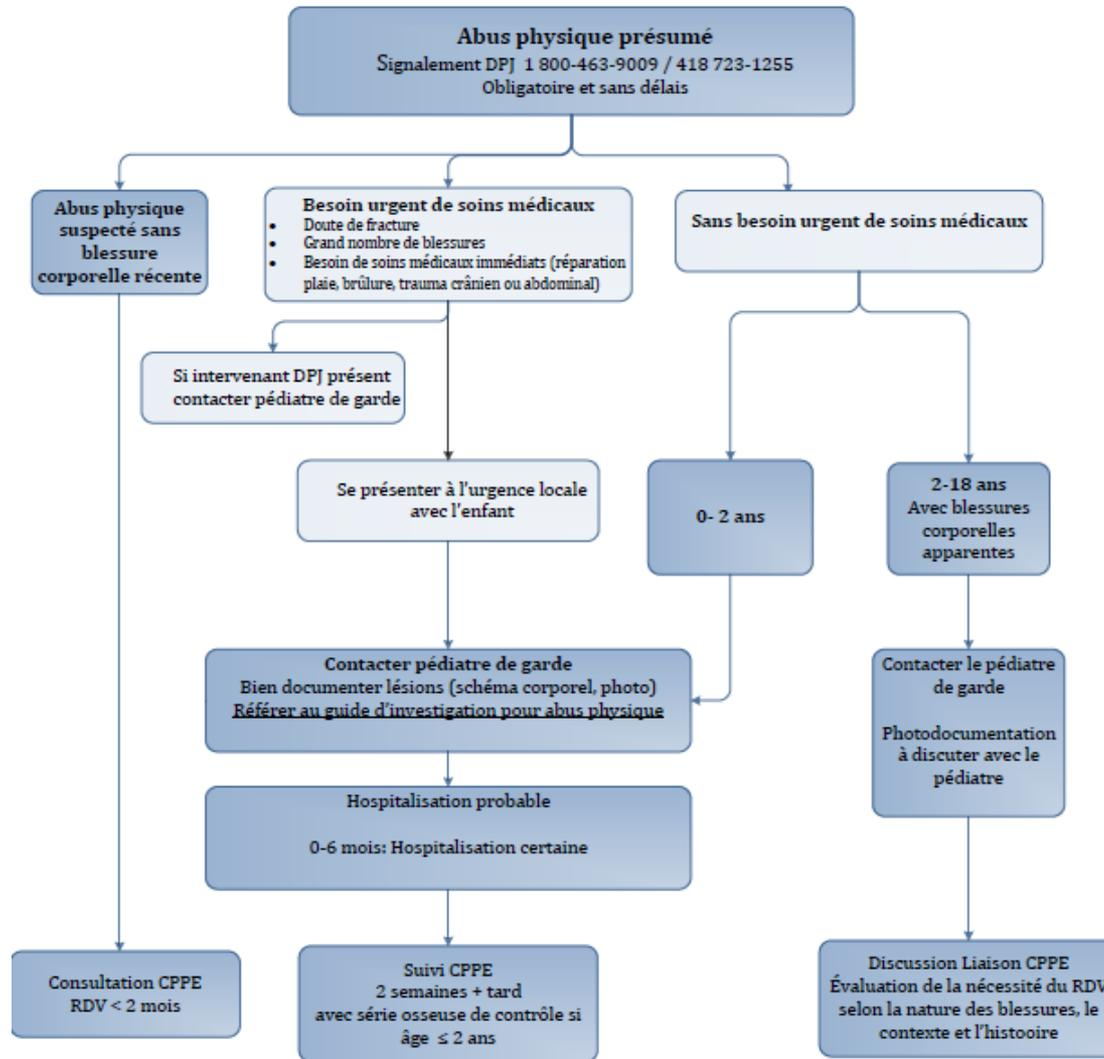 Abus physique présumé
Signalement DPJ 1 800-463-9009 / 418 723-1255
Obligatoire et sans délais
Abus physique
suspecté sans
blessure
corporelle récente
Besoin urgent de soins médicaux
• Doute de fracture
• Grand nombre de blessures
• Besoin de soins médicaux immédiats (réparation
plaie, brûlure, trauma crânien ou abdominal)
Sans besoin urgent de soins médicaux
Si intervenant DPJ présent
contacter pédiatre de garde
Se présenter à l'urgence locale
avec l'enfant
0- 2 ans
2-18 ans
Avec blessures
corporelles
apparentes
Contacter pédiatre de garde
Bien documenter lésions (schéma corporel, photo)
Référer au guide d'investigation pour abus physique
Contacter le pédiatre
de garde
Photodocumentation
à discuter avec le
pédiatre
Hospitalisation probable
0-6 mois: Hospitalisation certaine
Consultation CPPE
RDV < 2 mois
Suivi CPPE
2 semaines + tard
avec série osseuse de contrôle si
âge ≤ 2 ans
Discussion Liaison CPPE
Évaluation de la nécessité du RDV
selon la nature des blessures, le
contexte et l'histooire